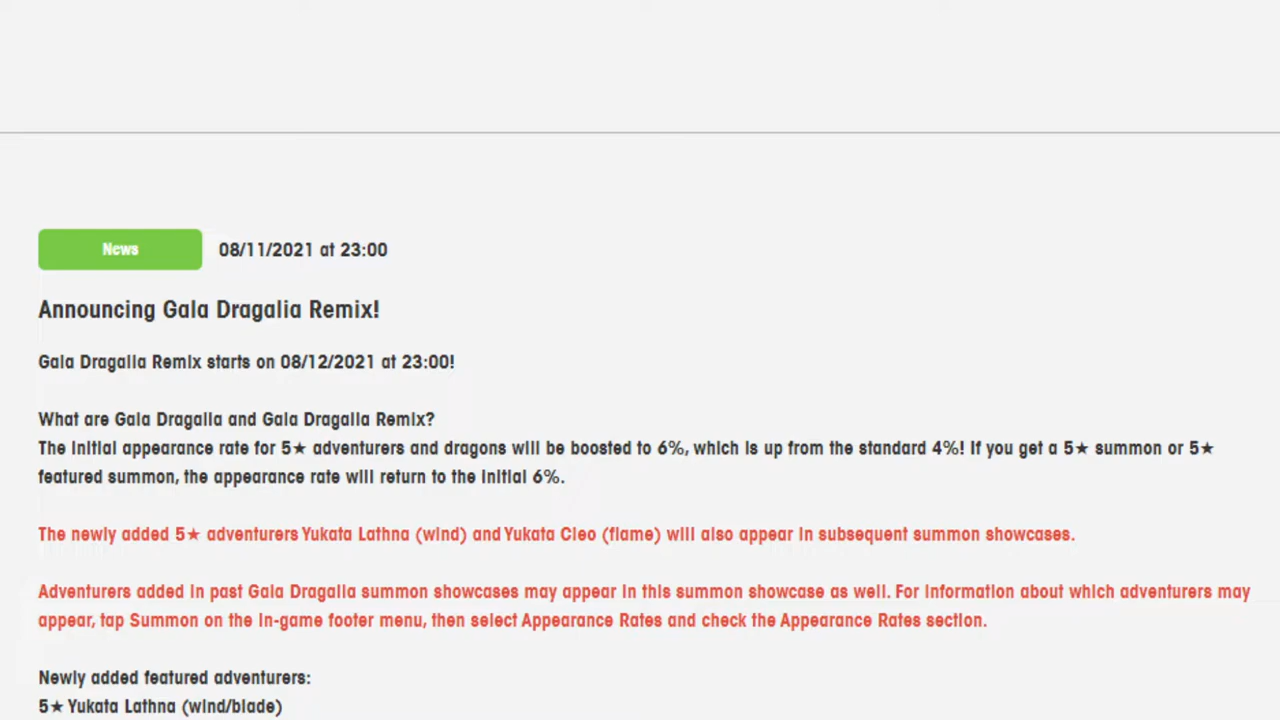 News 08/11/2021 at 23:00
Announcing Gala Dragalia Remix!
Gala Dragalia Remix starts on 08/12/2021 at 23:00!
What are Gala Dragalia and Gala Dragalia Remix?
The initial appearance rate for 5★ adventurers and dragons will be boosted to 6%, which is up from the standard 4%! If you get a 5★ summon or 5★
featured summon, the appearance rate will return to the initial 6%.
The newly added 5★ adventurers Yukata Lathna (wind) and Yukata Cleo (flame) will also appear in subsequent summon showcases.
Adventurers added in past Gala Dragalia summon showcases may appear in this summon showcase as well. For information about which adventurers may
appear, tap Summon on the in-game footer menu, then select Appearance Rates and check the Appearance Rates section.
Newly added featured adventurers:
5★ Yukata Lathna (wind/blade)